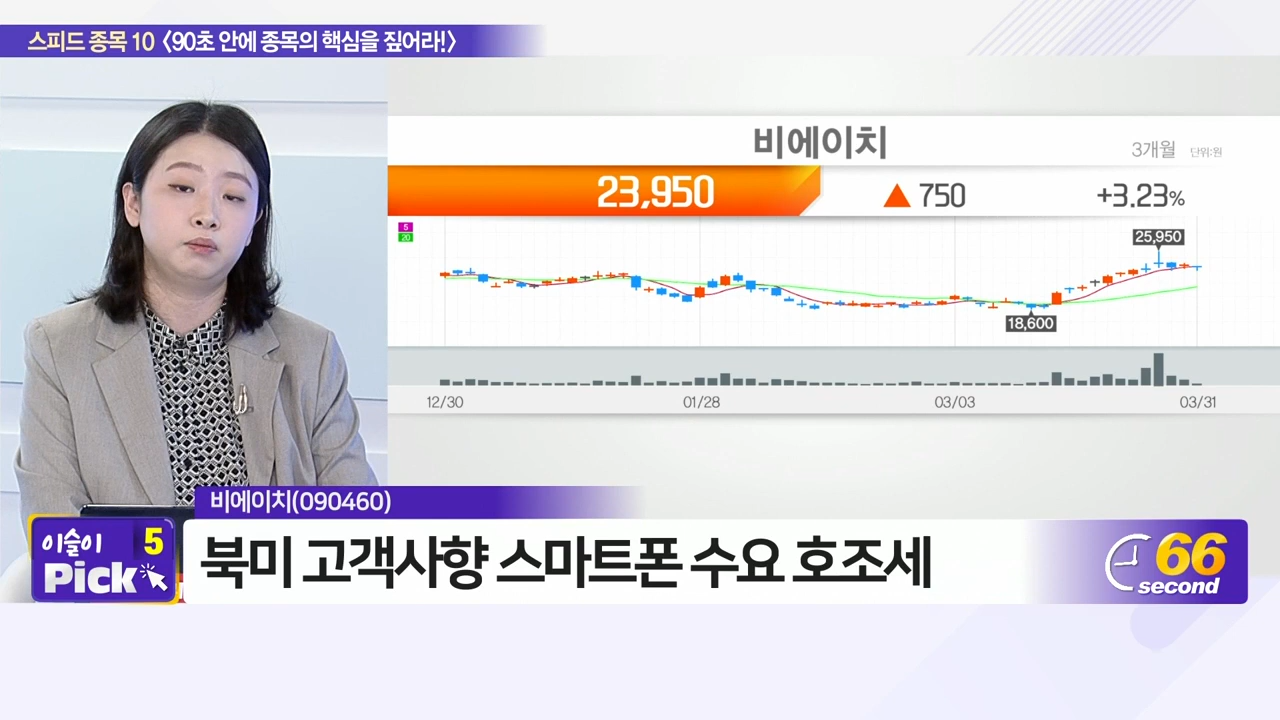 스피드 종목 10 〈90초 안에 종목의 핵심을 짚어라!〉
비에이치
3개월 단위:원
23,950 ▲ 750 +3.23%
5
20
25,950
18,600
12/30 01/28 03/03 03/31
비에이치(090460)
이슬이 5
Pick
북미 고객사향 스마트폰 수요 호조세
66
second